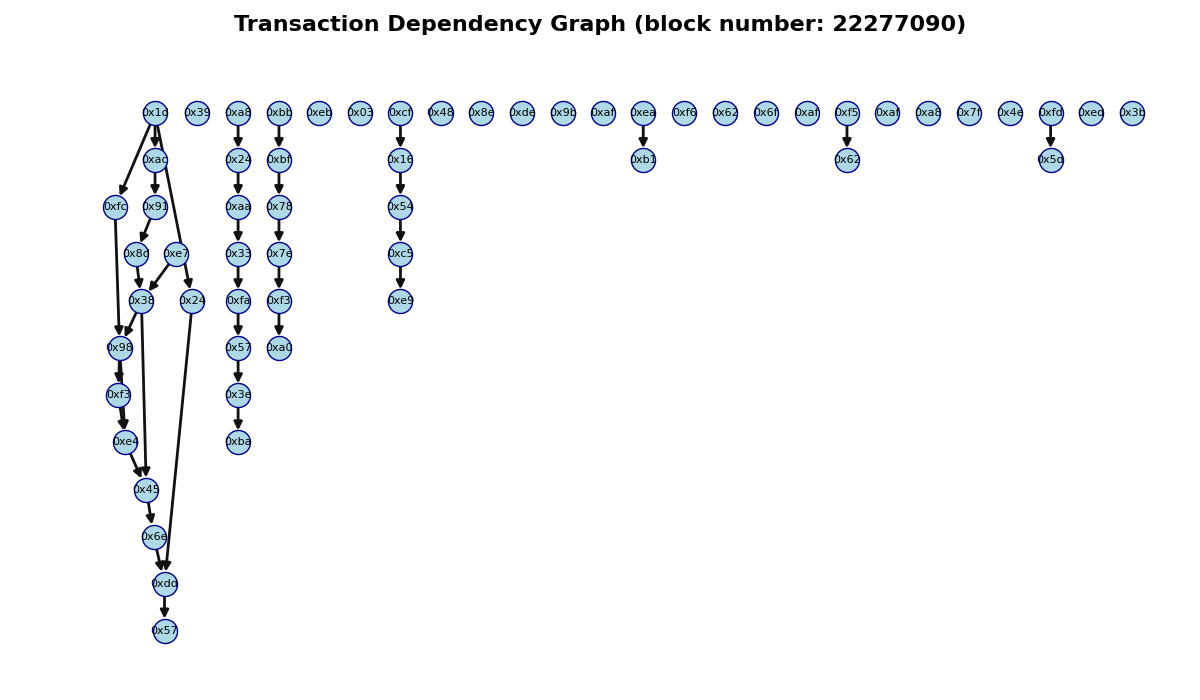 Transaction Dependency Graph (block number: 22277090)
0x1d 0x39 0xa8 0xbb 0xeb 0x03 0xcf 0x48 0x8e 0xde 0x9b 0xaf 0xea 0xf6 0x62 0x6f 0xaf 0xf5 0xaf 0xa8 0x7f 0x4e 0xfd 0xed 0x3b
0xac 0x24 0xbf 0x16 0xb1 0x62 0x5d
0xfc 0x91 0xaa 0x78 0x54
0x8d 0xe7 0x33 0x7e 0xc5
0x38 0x24 0xfa 0xf3 0xe9
0x98 0x57 0xa0
0xf3 0x3e
0xe4 0xba
0x45
0x6e
0xdd
0x57